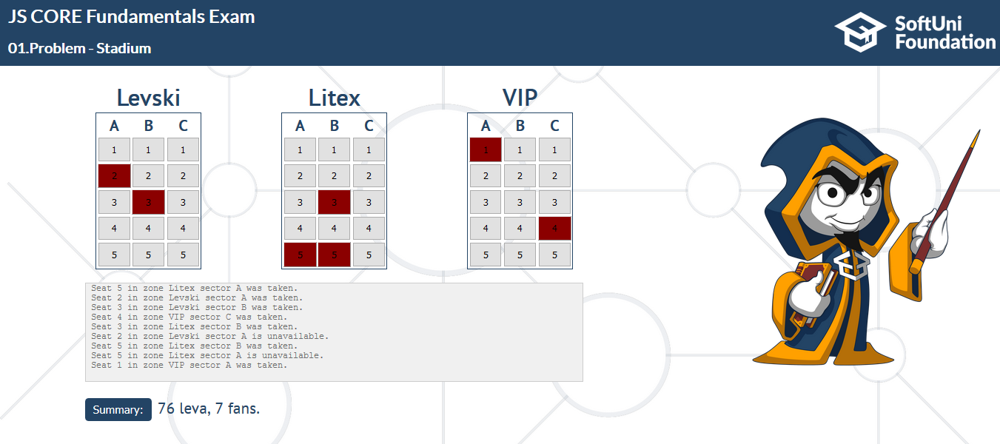 JS CORE Fundamentals Exam
01.Problem - Stadium
SoftUni
Foundation
Levski
A B C
1 1 1
2 2 2
3 3 3
4 4 4
5 5 5
Litex
A B C
1 1 1
2 2 2
3 3 3
4 4 4
5 5 5
VIP
A B C
1 1 1
2 2 2
3 3 3
4 4 4
5 5 5
Seat 5 in zone Litex sector A was taken.
Seat 2 in zone Levski sector A was taken.
Seat 3 in zone Levski sector B was taken.
Seat 4 in zone VIP sector C was taken.
Seat 3 in zone Litex sector B was taken.
Seat 2 in zone Levski sector A is unavailable.
Seat 5 in zone Litex sector B was taken.
Seat 5 in zone Litex sector A is unavailable.
Seat 1 in zone VIP sector A was taken.
Summary: 76 leva, 7 fans.